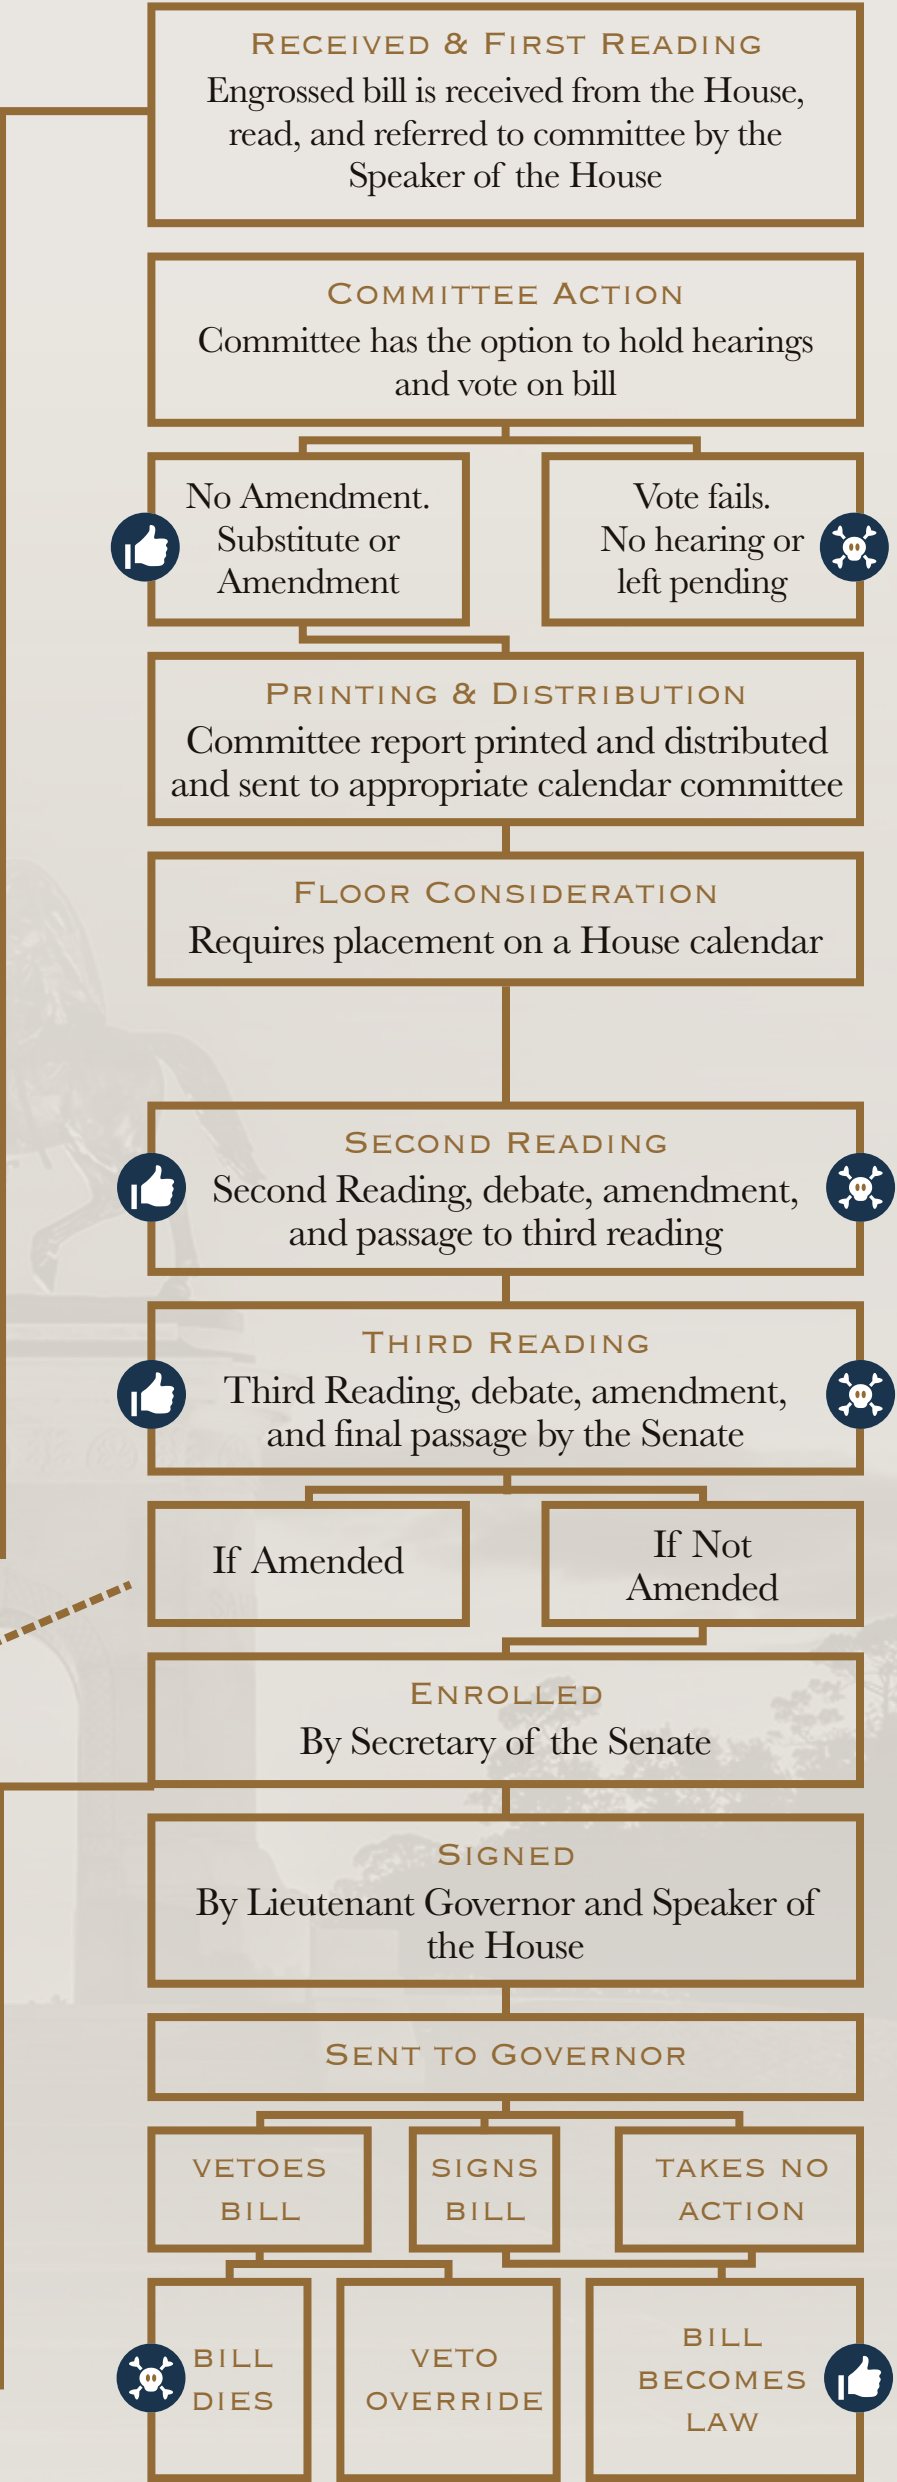 RECEIVED & FIRST READING
Engrossed bill is received from the House,
read, and referred to committee by the
Speaker of the House
COMMITTEE ACTION
Committee has the option to hold hearings
and vote on bill
No Amendment.
Substitute or
Amendment
Vote fails.
No hearing or
left pending
PRINTING & DISTRIBUTION
Committee report printed and distributed
and sent to appropriate calendar committee
FLOOR CONSIDERATION
Requires placement on a House calendar
SECOND READING
Second Reading, debate, amendment,
and passage to third reading
THIRD READING
Third Reading, debate, amendment,
and final passage by the Senate
If Amended
If Not
Amended
ENROLLED
By Secretary of the Senate
SIGNED
By Lieutenant Governor and Speaker of
the House
SENT TO GOVERNOR
VETOES
BILL
SIGNS
BILL
TAKES NO
ACTION
BILL
DIES
VETO
OVERRIDE
BILL
BECOMES
LAW